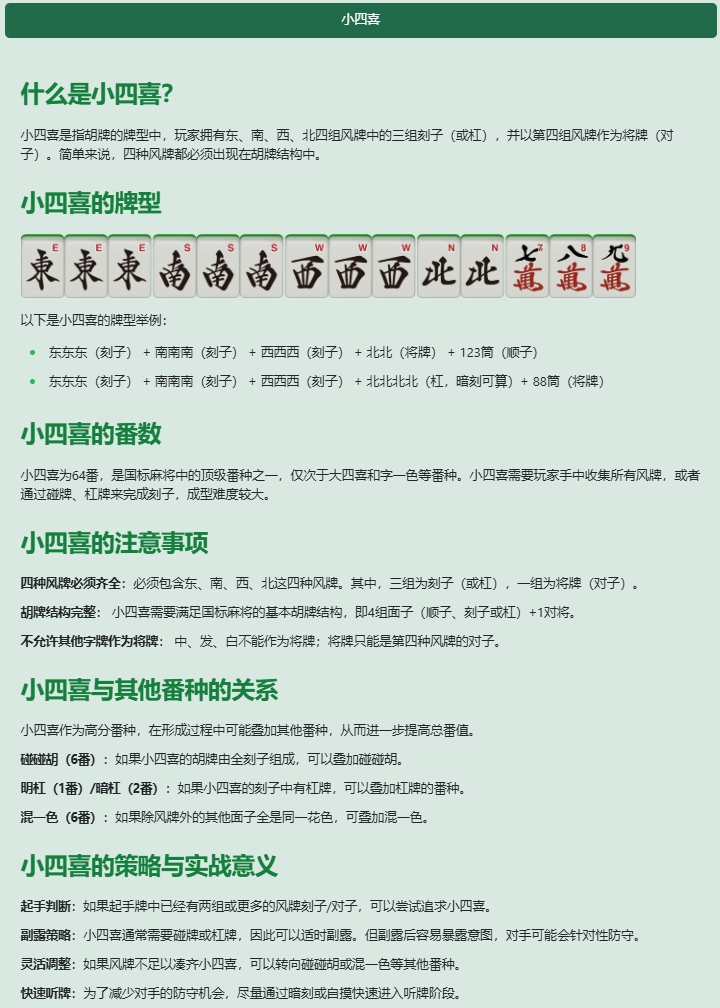 小四喜
什么是小四喜？
小四喜是指胡牌的牌型中，玩家拥有东、南、西、北四组风牌中的三组刻子（或杠），并以第四组风牌作为将牌（对
子）。简单来说，四种风牌都必须出现在胡牌结构中。
小四喜的牌型
東E 東E 東E 南S 南S 南S 西W 西W 西W 北N 北N 七萬7 八萬8 九萬9
以下是小四喜的牌型举例：
东东东（刻子） + 南南南（刻子） + 西西西（刻子） + 北北（将牌） + 123筒（顺子）
东东东（刻子） + 南南南（刻子） + 西西西（刻子） + 北北北北（杠，暗刻可算）+ 88筒（将牌）
小四喜的番数
小四喜为64番，是国标麻将中的顶级番种之一，仅次于大四喜和字一色等番种。小四喜需要玩家手中收集所有风牌，或者
通过碰牌、杠牌来完成刻子，成型难度较大。
小四喜的注意事项
四种风牌必须齐全：必须包含东、南、西、北这四种风牌。其中，三组为刻子（或杠），一组为将牌（对子）。
胡牌结构完整： 小四喜需要满足国标麻将的基本胡牌结构，即4组面子（顺子、刻子或杠）+1对将。
不允许其他字牌作为将牌： 中、发、白不能作为将牌；将牌只能是第四种风牌的对子。
小四喜与其他番种的关系
小四喜作为高分番种，在形成过程中可能叠加其他番种，从而进一步提高总番值。
碰碰胡（6番）：如果小四喜的胡牌由全刻子组成，可以叠加碰碰胡。
明杠（1番）/暗杠（2番）：如果小四喜的刻子中有杠牌，可以叠加杠牌的番种。
混一色（6番）：如果除风牌外的其他面子全是同一花色，可叠加混一色。
小四喜的策略与实战意义
起手判断：如果起手牌中已经有两组或更多的风牌刻子/对子，可以尝试追求小四喜。
副露策略：小四喜通常需要碰牌或杠牌，因此可以适时副露。但副露后容易暴露意图，对手可能会针对性防守。
灵活调整：如果风牌不足以凑齐小四喜，可以转向碰碰胡或混一色等其他番种。
快速听牌：为了减少对手的防守机会，尽量通过暗刻或自摸快速进入听牌阶段。